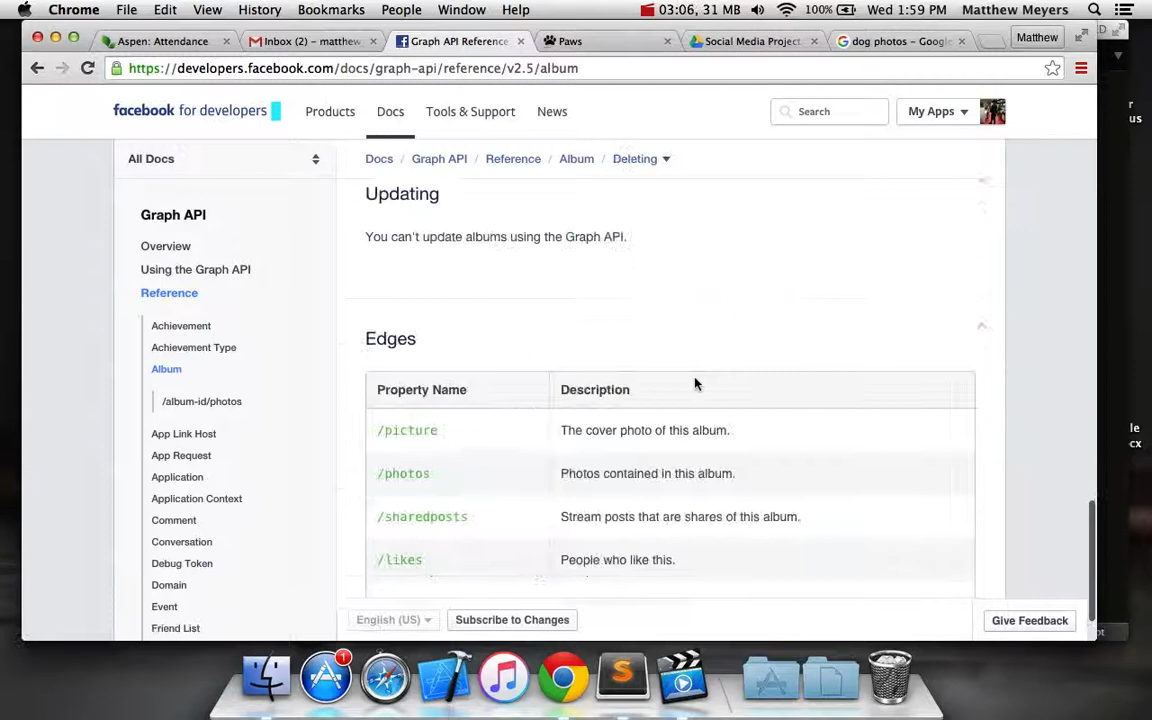 Chrome File Edit View History Bookmarks People Window Help 03:06, 31 MB 100% Wed 1:59 PM Matthew Meyers
Aspen: Attendance Inbox (2) – matthew Graph API Reference Paws Social Media Project dog photos - Google Matthew
https://developers.facebook.com/docs/graph-api/reference/v2.5/album
facebook for developers Products Docs Tools & Support News Search My Apps
All Docs
Docs / Graph API / Reference / Album / Deleting
Graph API
Overview
Using the Graph API
Reference
Achievement
Achievement Type
Album
/album-id/photos
App Link Host
App Request
Application
Application Context
Comment
Conversation
Debug Token
Domain
Event
Friend List
Updating
You can't update albums using the Graph API.
Edges
Property Name Description
/picture The cover photo of this album.
/photos Photos contained in this album.
/sharedposts Stream posts that are shares of this album.
/likes People who like this.
English (US) Subscribe to Changes Give Feedback
1